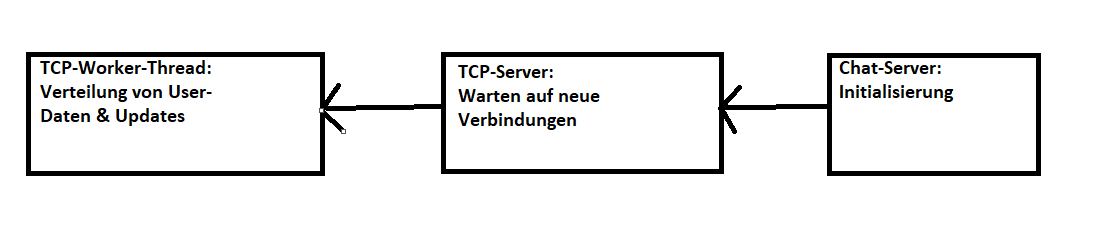 TCP-Worker-Thread:
Verteilung von User-
Daten & Updates
TCP-Server:
Warten auf neue
Verbindungen
Chat-Server:
Initialisierung